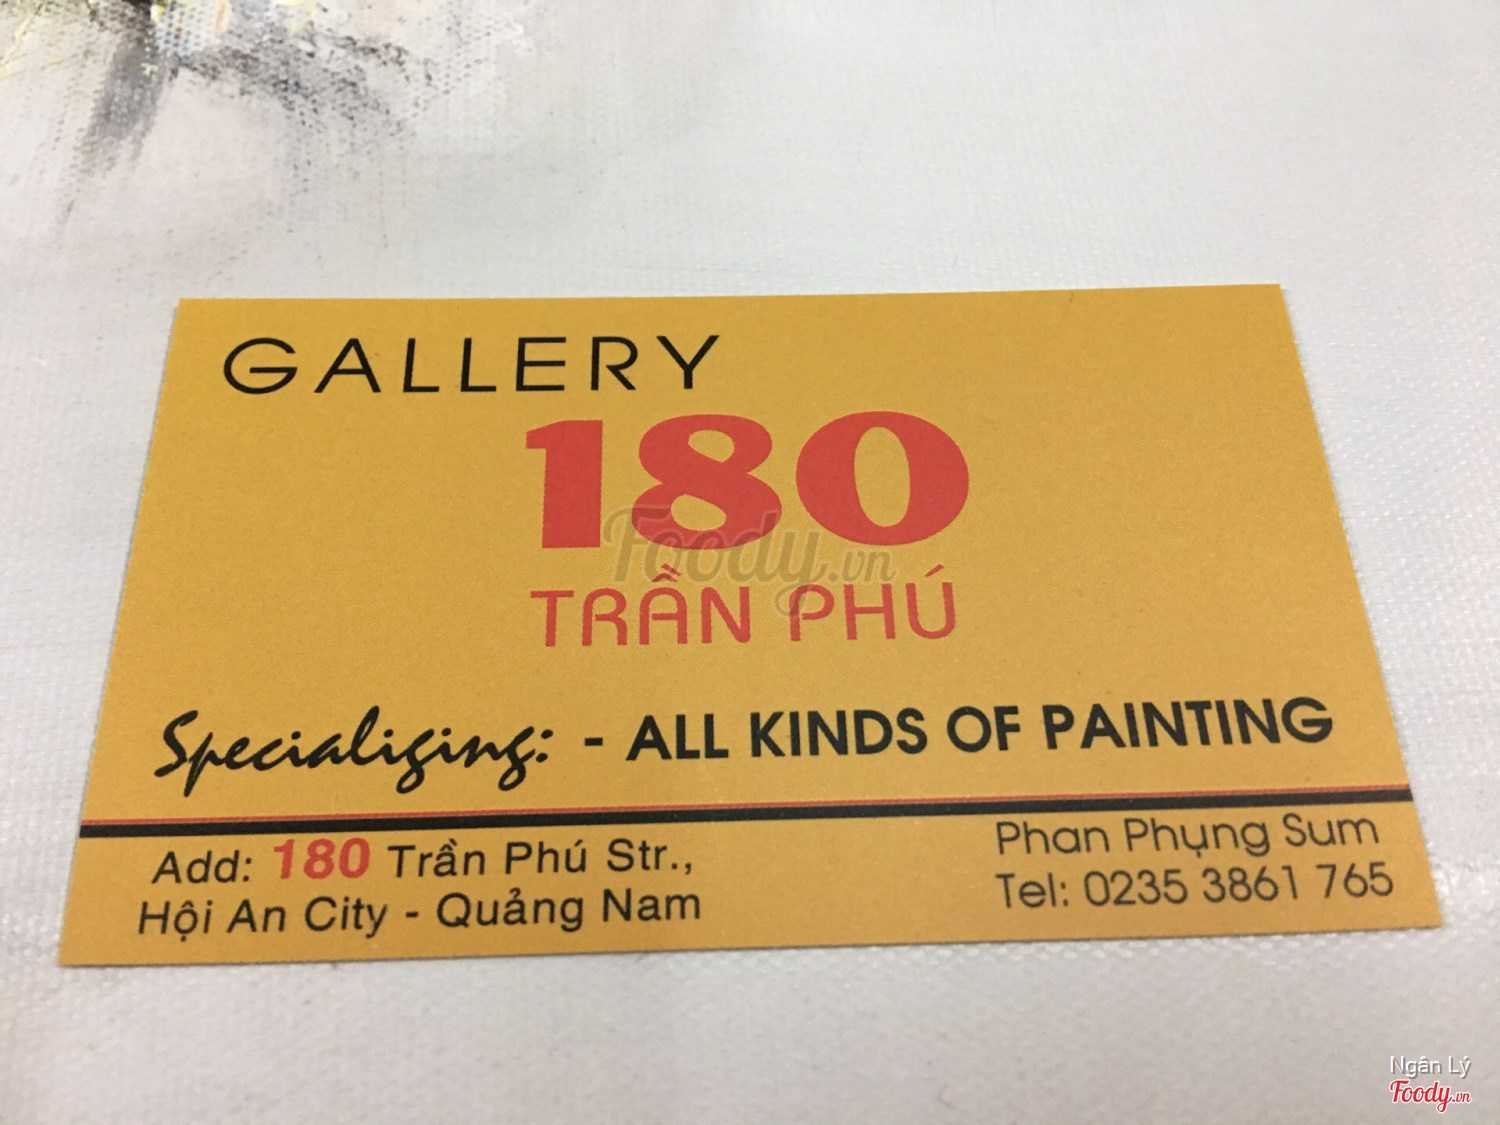 GALLERY
180
Foody.vn
TRẦN PHÚ
Specialiging: - ALL KINDS OF PAINTING
Add: 180 Trần Phú Str.,
Hội An City - Quảng Nam
Phan Phụng Sum
Tel: 0235 3861 765
Ngân Lý
Foody.vn